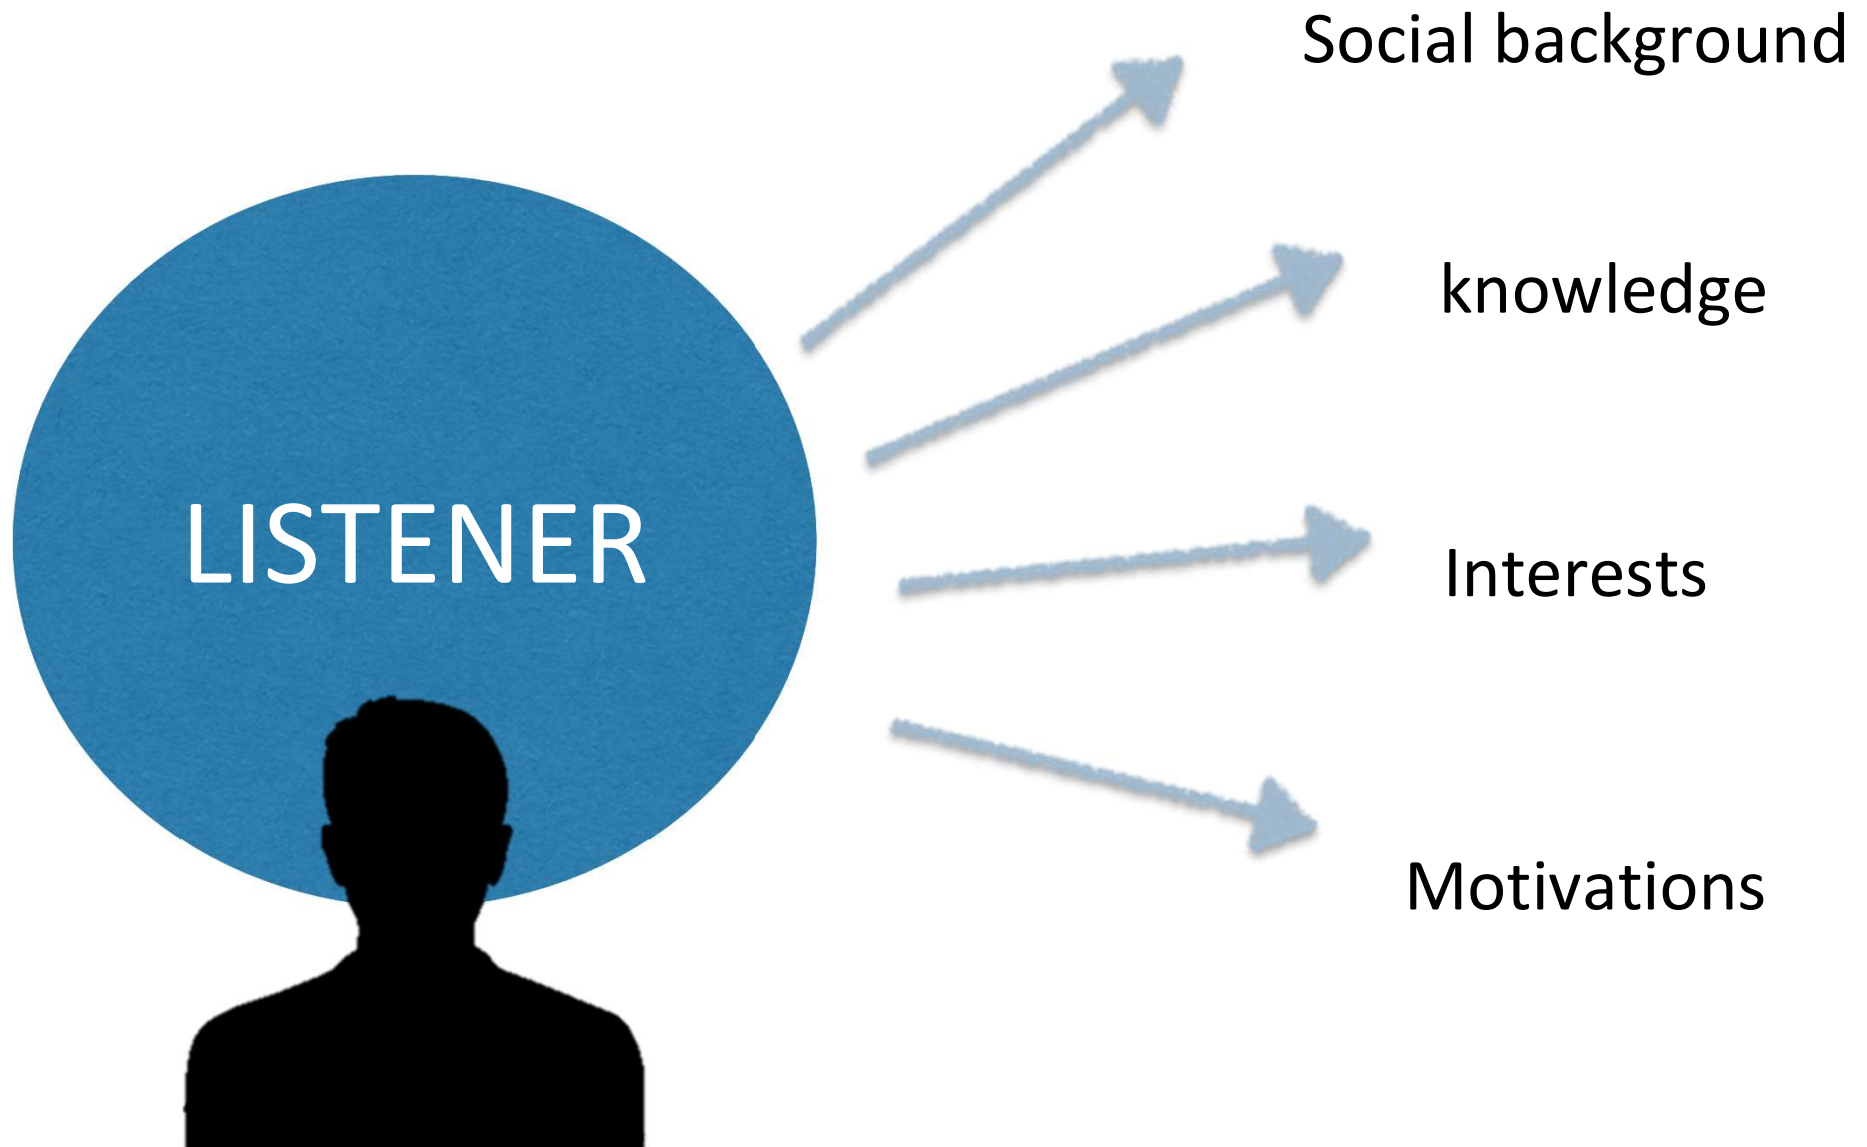 Social background
knowledge
LISTENER
Interests
Motivations